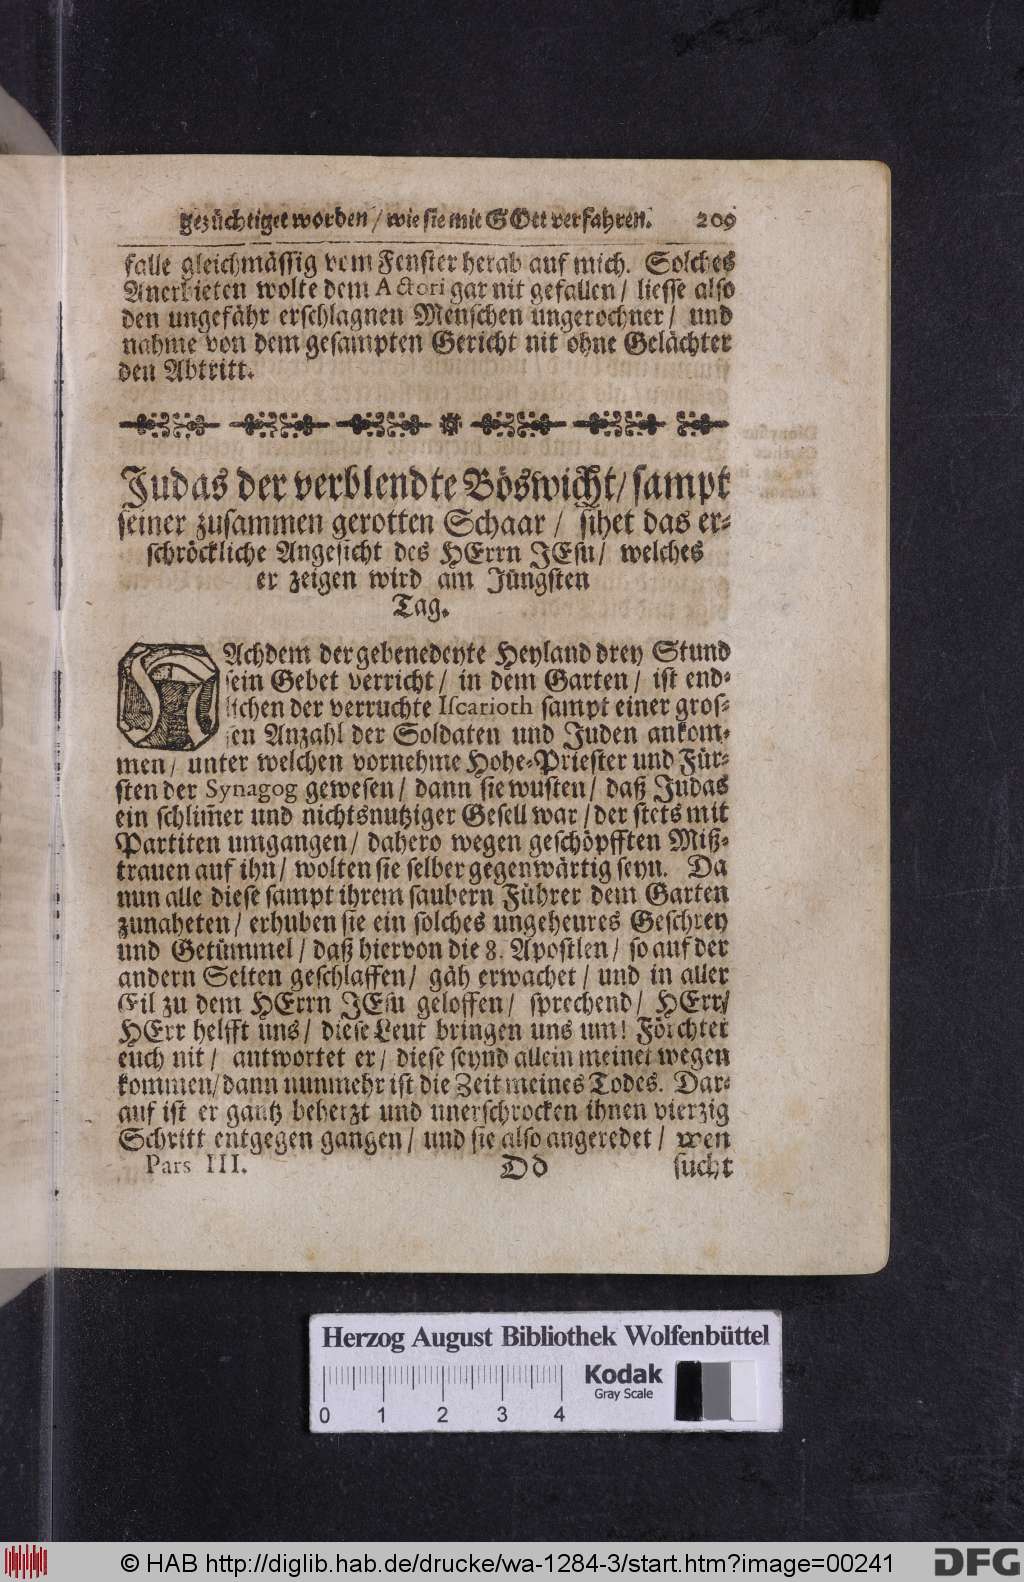 gezüchtiget worden / wie sie mit GOtt verfahren. 209
falle gleichmässig vom Fenster herab auf mich. Solches
Anerbieten wolte dem Actori gar nit gefallen / liesse also
den ungefähr erschlagnen Menschen ungerochner / und
nahme von dem gesampten Gericht nit ohne Gelächter
den Abtritt.
Judas der verblendte Böswicht / sampt
seiner zusammen gerotten Schaar / sihet das er-
schröckliche Angesicht des HErrn JEsu / welches
er zeigen wird am Jüngsten
Tag.
NAchdem der gebenedeyte Heyland drey Stund
sein Gebet verricht / in dem Garten / ist end-
lichen der verruchte Iscarioth sampt einer gros-
sen Anzahl der Soldaten und Juden ankom-
men / unter welchen vornehme Hohe-Priester und Für-
sten der Synagog gewesen / dann sie wusten / daß Judas
ein schlim̃er und nichtsnutziger Gesell war / der stets mit
Partiten umgangen / dahero wegen geschöpfften Miß-
trauen auf ihn / wolten sie selber gegenwärtig seyn. Da
nun alle diese sampt ihrem saubern Führer dem Garten
zunaheten / erhuben sie ein solches ungeheures Geschrey
und Getümmel / daß hiervon die 8. Apostlen / so auf der
andern Seiten geschlaffen / gäh erwachet / und in aller
Eil zu dem HErrn JEsu geloffen / sprechend / HErr /
HErr helfft uns / diese Leut bringen uns um! Förchtet
euch nit / antwortet er / diese seynd allein meinet wegen
kommen / dann nunmehr ist die Zeit meines Todes. Dar-
auf ist er gantz beherzt und unerschrocken ihnen vierzig
Schritt entgegen gangen / und sie also angeredet / wen
Pars III. Dd sucht
Herzog August Bibliothek Wolfenbüttel
Kodak
Gray Scale
0 1 2 3 4
© HAB http://diglib.hab.de/drucke/wa-1284-3/start.htm?image=00241
DFG